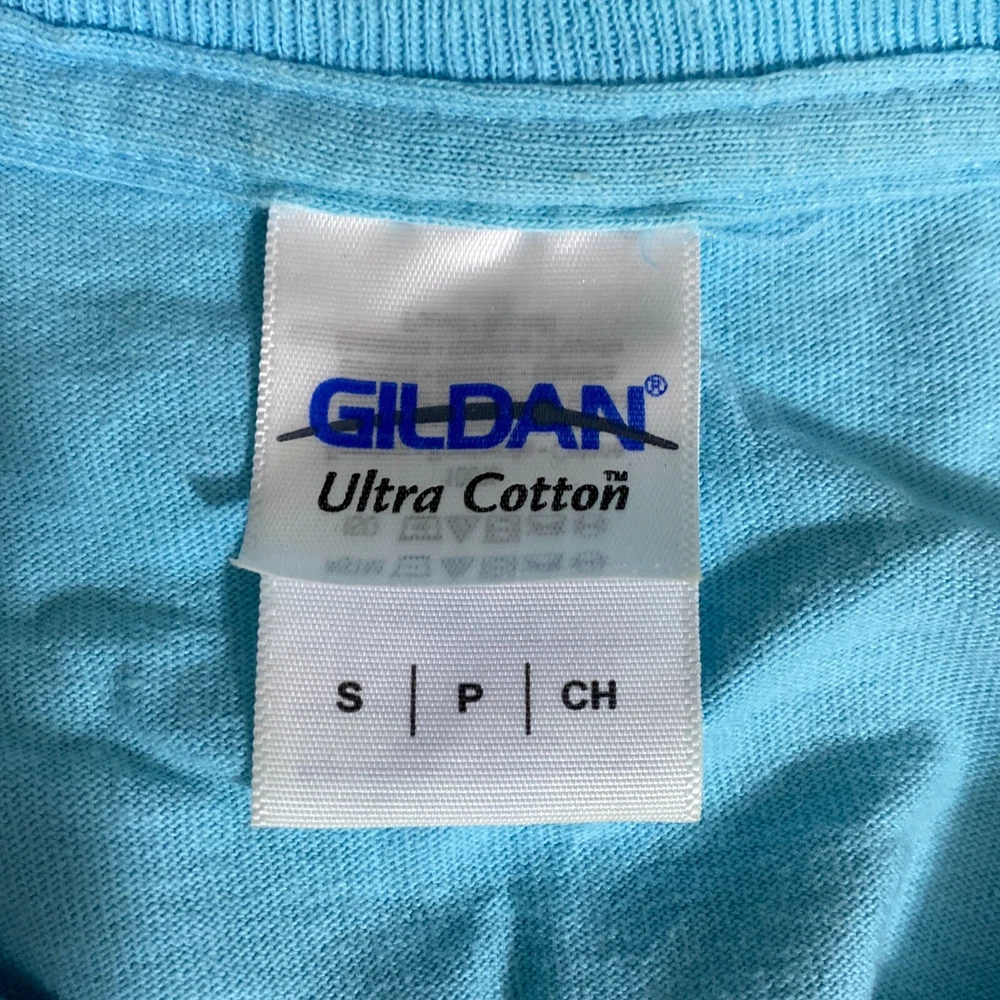 GILDAN®
Ultra Cotton™
S | P | CH